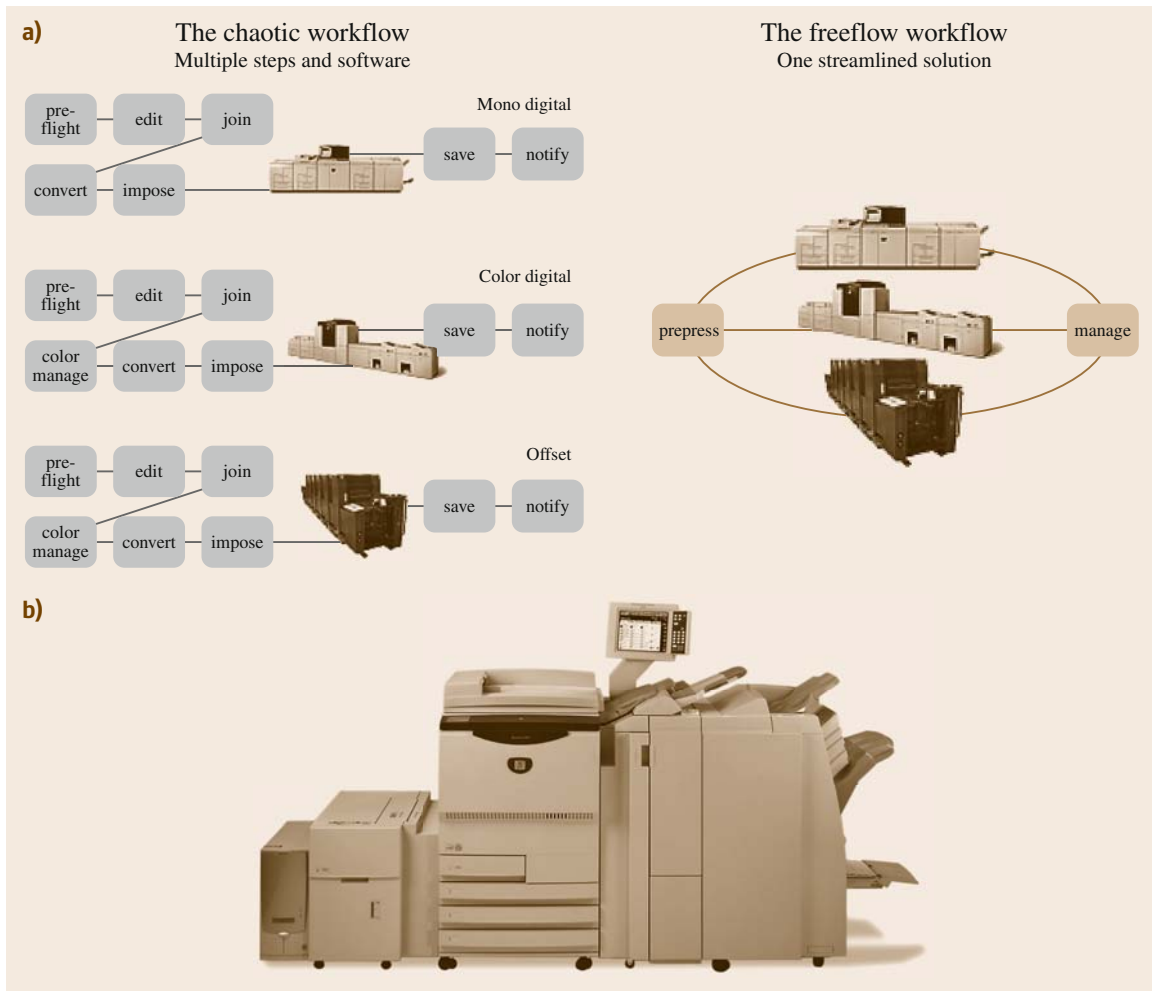 a)
The chaotic workflow
Multiple steps and software
Mono digital
pre-
flight
edit
join
convert
impose
save
notify
Color digital
pre-
flight
edit
join
color
manage
convert
impose
save
notify
Offset
pre-
flight
edit
join
color
manage
convert
impose
save
notify
The freeflow workflow
One streamlined solution
prepress
manage
b)